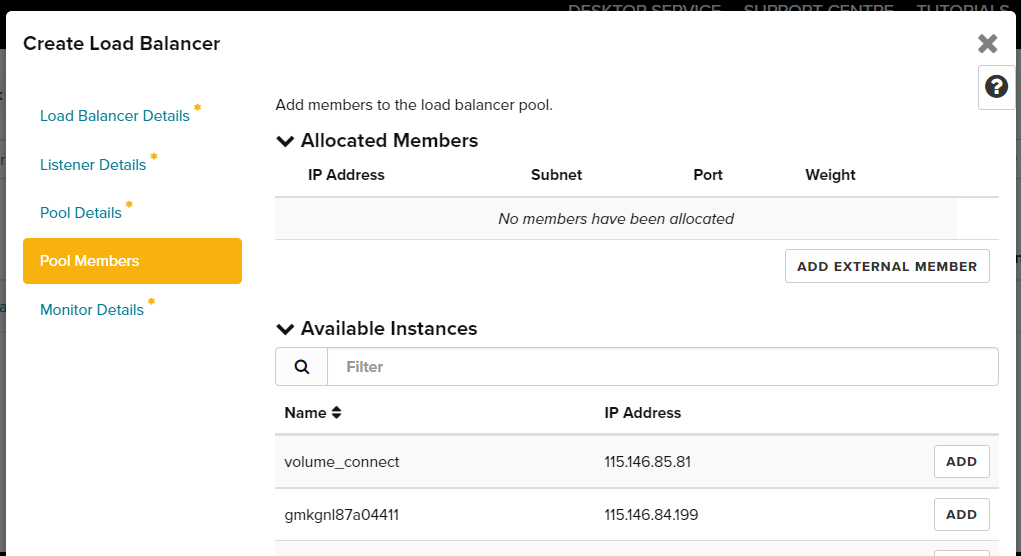 DESKTOP SERVICE SUPPORT CENTRE TUTORIALS
Create Load Balancer
Load Balancer Details *
Listener Details *
Pool Details *
Pool Members
Monitor Details *
Add members to the load balancer pool.
Allocated Members
IP Address Subnet Port Weight
No members have been allocated
ADD EXTERNAL MEMBER
Available Instances
Filter
Name IP Address
volume_connect 115.146.85.81 ADD
gmkgnl87a04411 115.146.84.199 ADD